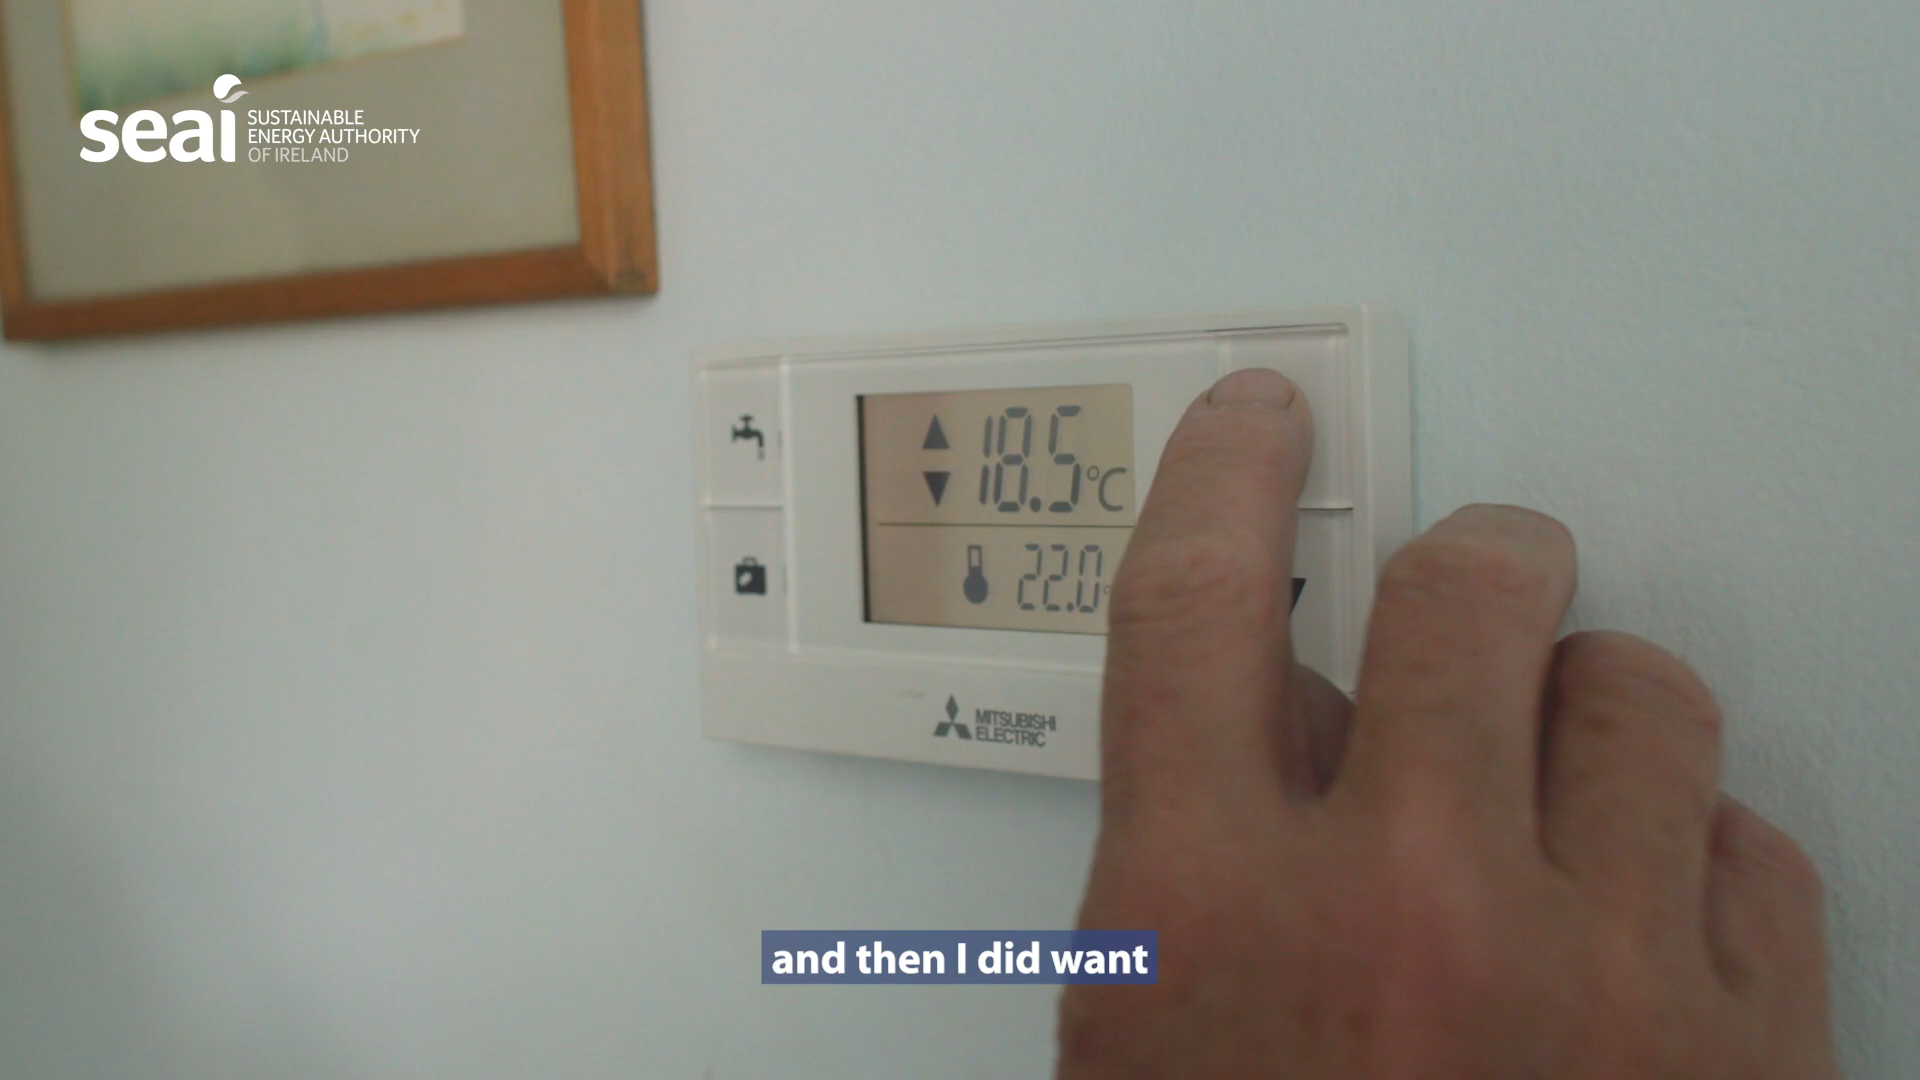 seai SUSTAINABLE
ENERGY AUTHORITY
OF IRELAND
18.5°C
22.0°
MITSUBISHI
ELECTRIC
and then I did want